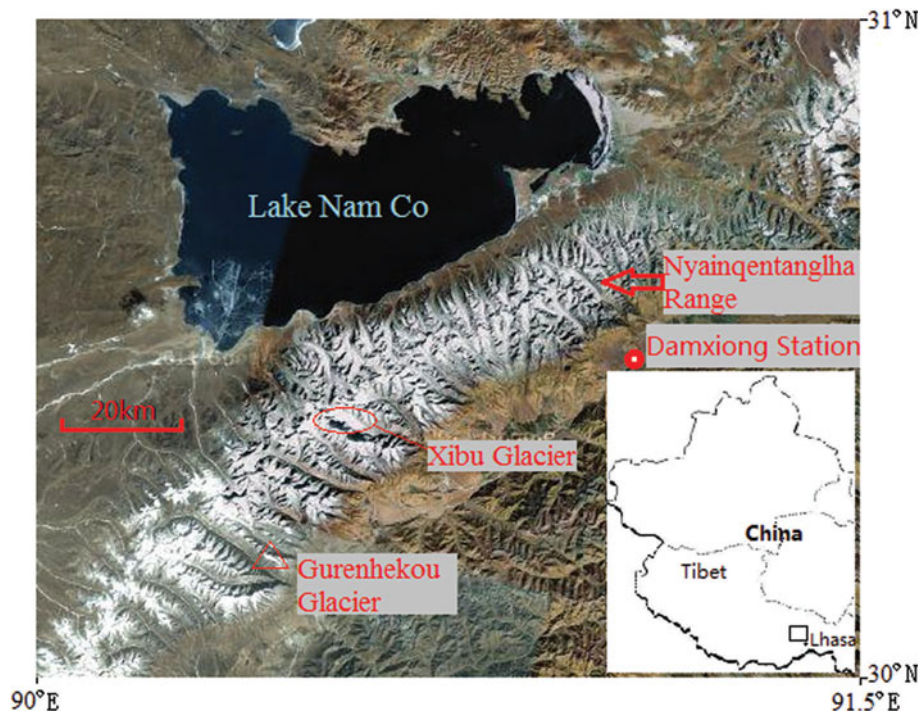 31°N
Lake Nam Co
Nyainqentanglha
Range
Damxiong Station
20km
Xibu Glacier
China
Tibet
Gurenhekou
Glacier
Lhasa
30°N
90°E
91.5°E